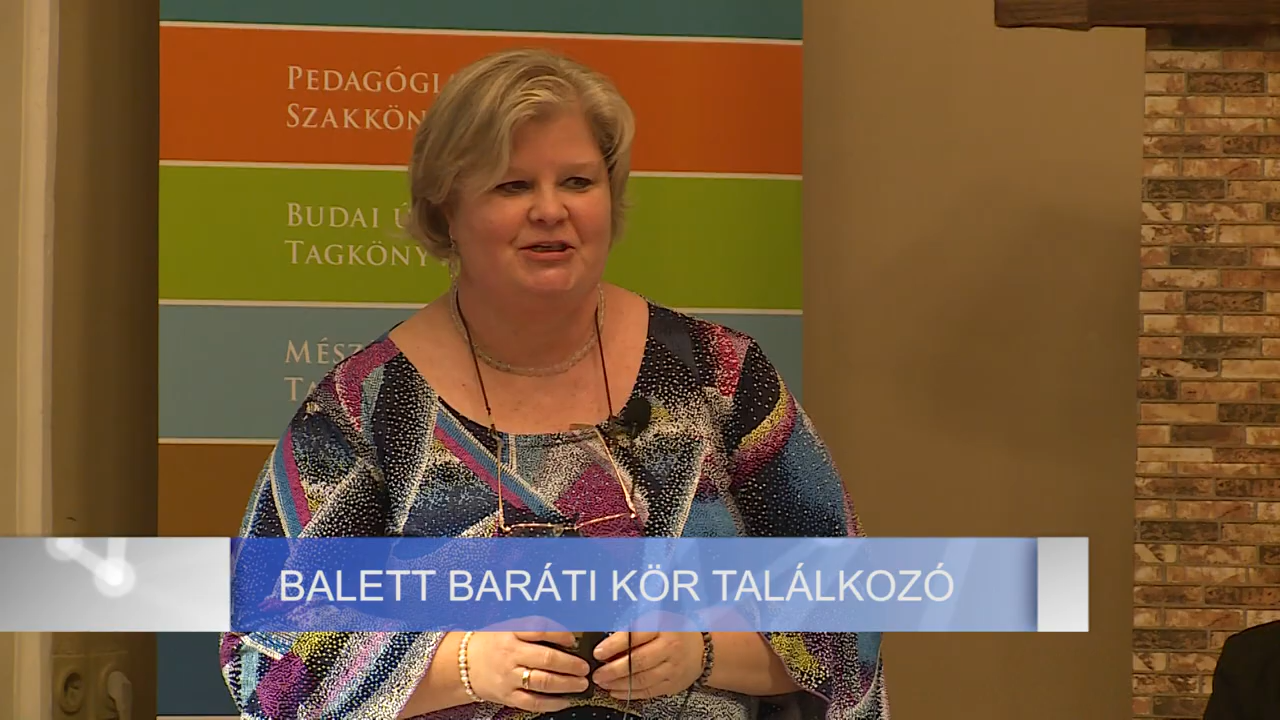 PEDAGÓGI
SZAKKÖN
BUDAI Ú
TAGKÖNY
MÉSZ
TA
BALETT BARÁTI KÖR TALÁLKOZÓ